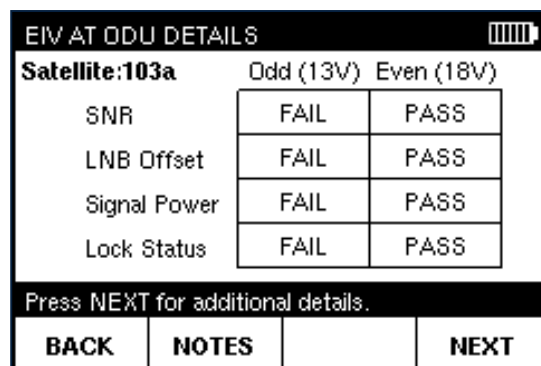 EIV AT ODU DETAILS
Satellite:103a Odd (13V) Even (18V)
SNR FAIL PASS
LNB Offset FAIL PASS
Signal Power FAIL PASS
Lock Status FAIL PASS
Press NEXT for additional details.
BACK NOTES NEXT